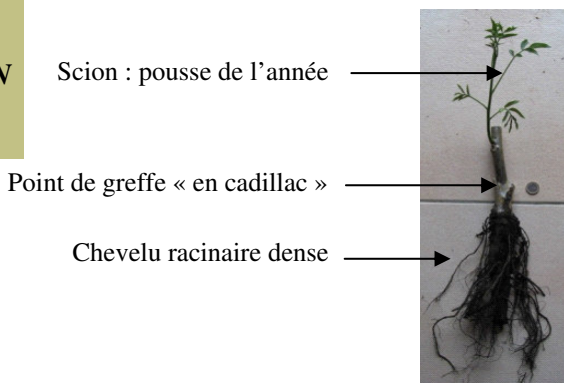 N
Scion : pousse de l’année
Point de greffe « en cadillac »
Chevelu racinaire dense